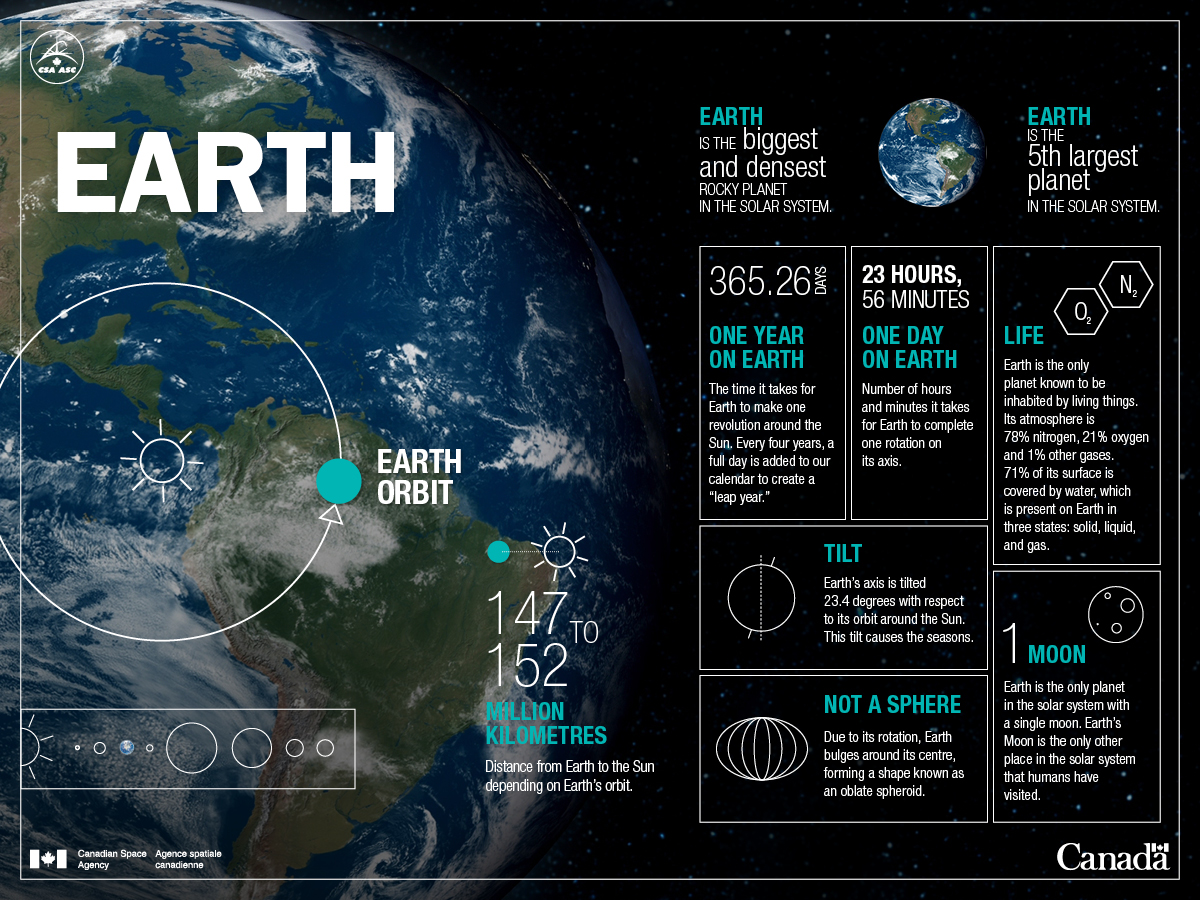 CSA ASC
EARTH
EARTH
IS THE biggest
and densest
ROCKY PLANET
IN THE SOLAR SYSTEM.
EARTH
IS THE
5th largest
planet
IN THE SOLAR SYSTEM.
365.26 DAYS
ONE YEAR
ON EARTH
The time it takes for
Earth to make one
revolution around the
Sun. Every four years, a
full day is added to our
calendar to create a
“leap year.”
23 HOURS,
56 MINUTES
ONE DAY
ON EARTH
Number of hours
and minutes it takes
for Earth to complete
one rotation on
its axis.
N₂
O₂
LIFE
Earth is the only
planet known to be
inhabited by living things.
Its atmosphere is
78% nitrogen, 21% oxygen
and 1% other gases.
71% of its surface is
covered by water, which
is present on Earth in
three states: solid, liquid,
and gas.
EARTH
ORBIT
147 TO
152
MILLION
KILOMETRES
Distance from Earth to the Sun
depending on Earth’s orbit.
TILT
Earth’s axis is tilted
23.4 degrees with respect
to its orbit around the Sun.
This tilt causes the seasons.
NOT A SPHERE
Due to its rotation, Earth
bulges around its centre,
forming a shape known as
an oblate spheroid.
1 MOON
Earth is the only planet
in the solar system with
a single moon. Earth’s
Moon is the only other
place in the solar system
that humans have
visited.
Canadian Space
Agency
Agence spatiale
canadienne
Canada